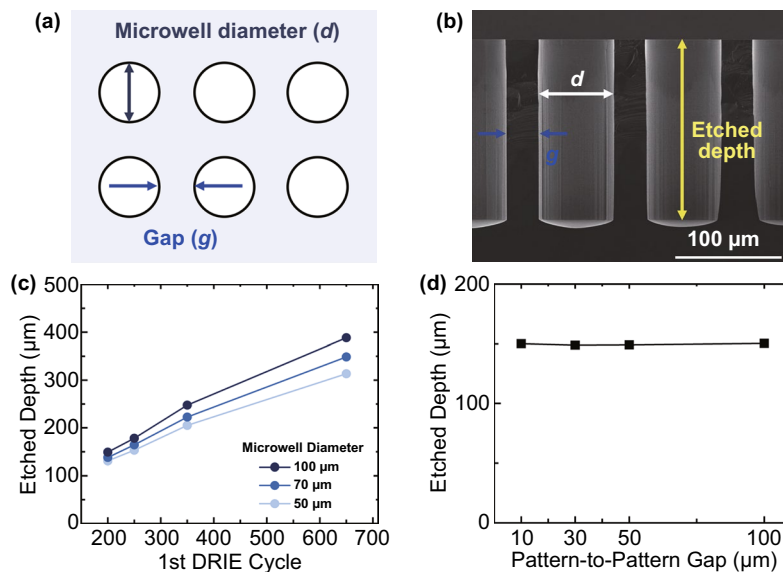 (a)
Microwell diameter (d)
Gap (g)
(b)
d
g
Etched
depth
100 µm
(c)
500
400
300
200
100
0
Etched Depth (µm)
200 300 400 500 600 700
1st DRIE Cycle
Microwell Diameter
100 µm
70 µm
50 µm
(d)
200
100
0
Etched Depth (µm)
10 30 50 100
Pattern-to-Pattern Gap (µm)